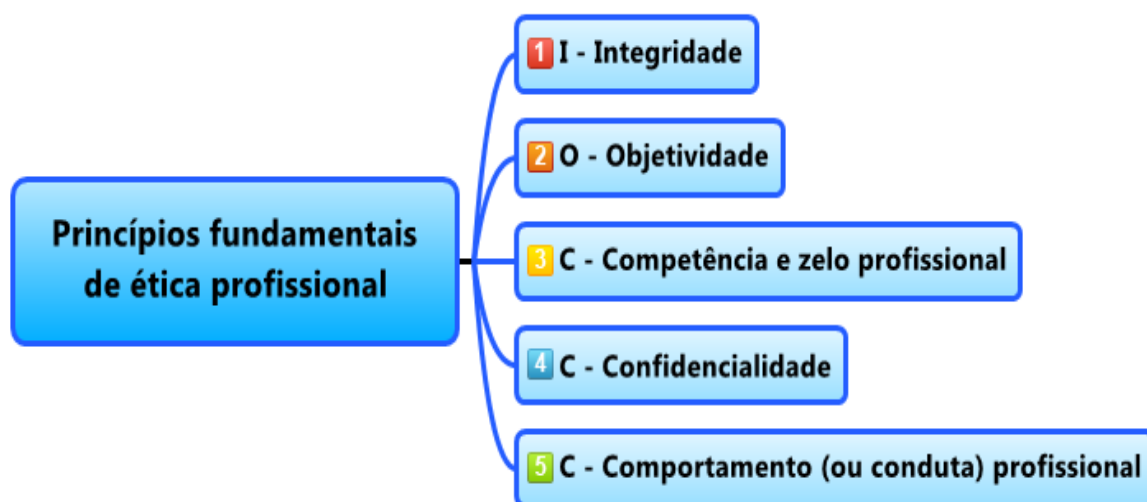 Princípios fundamentais
de ética profissional
1 I - Integridade
2 O - Objetividade
3 C - Competência e zelo profissional
4 C - Confidencialidade
5 C - Comportamento (ou conduta) profissional